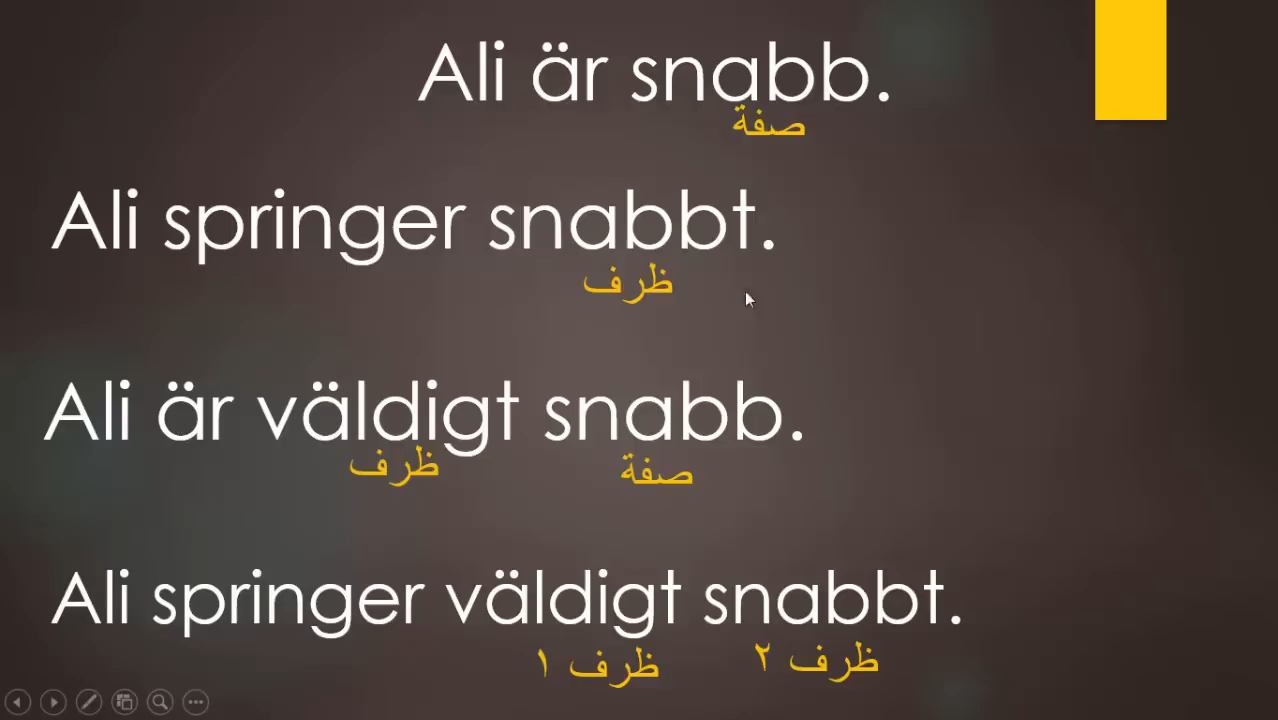 Ali är snabb.
صفة
Ali springer snabbt.
ظرف
Ali är väldigt snabb.
ظرف صفة
Ali springer väldigt snabbt.
ظرف ١ ظرف ٢